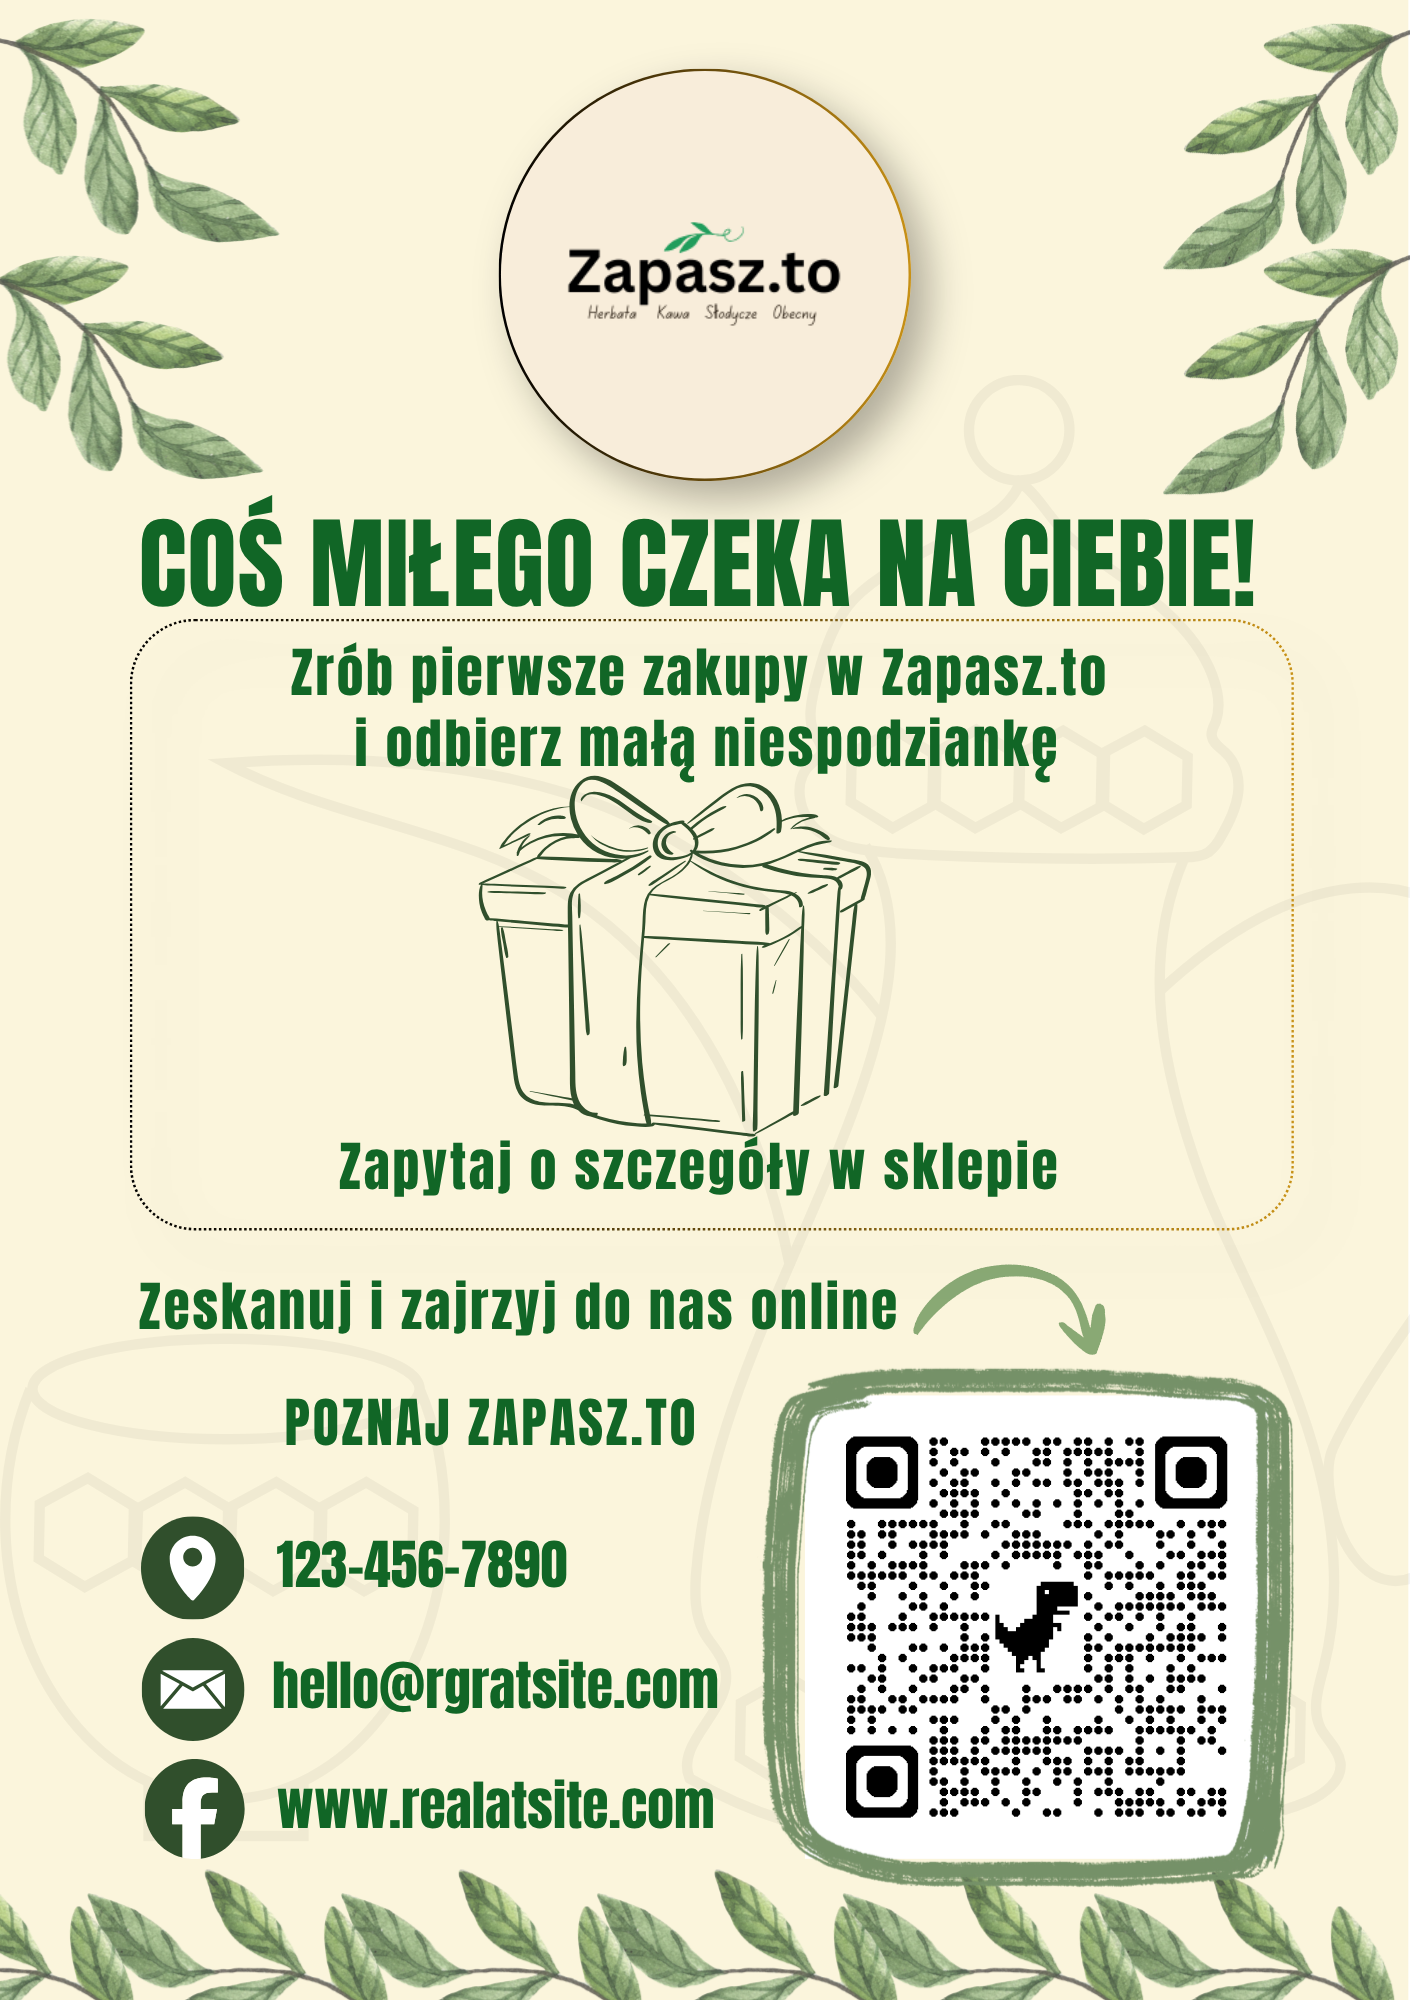 Zapasz.to
Herbata Kawa Słodycze Obecny
COŚ MIŁEGO CZEKA NA CIEBIE!
Zrób pierwsze zakupy w Zapasz.to
i odbierz małą niespodziankę
Zapytaj o szczegóły w sklepie
Zeskanuj i zajrzyj do nas online
POZNAJ ZAPASZ.TO
123-456-7890
hello@rgratsite.com
www.realatsite.com